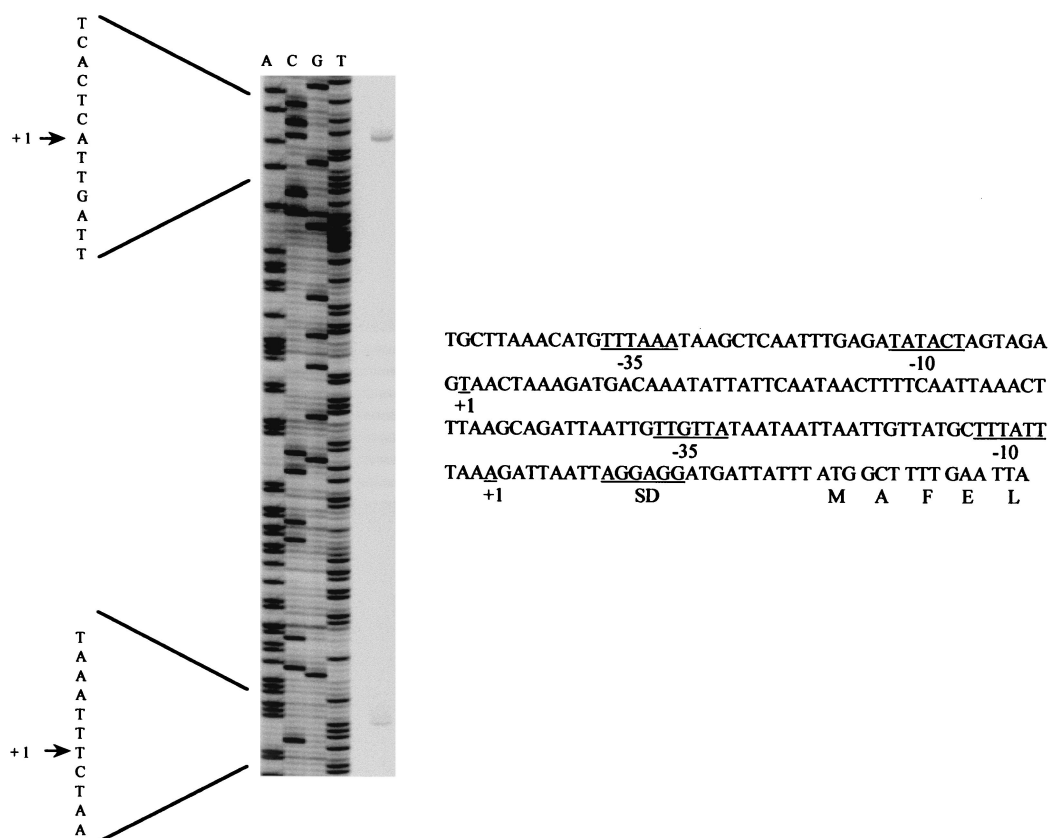 T
C
A
C
T
C
+1 A
T
T
G
A
T
T
A C G T
TGCTTAAACATGTTTAAATAAGCTCAATTTGAGATATACTAGTAGA
-35 -10
GTAACTAAAGATGACAAATATTATTCAATAACTTTTCAATTAAACT
+1
TTAAGCAGATTAATTGTTGTTATAATAATTAATTGTTATGCTTTATT
-35 -10
TAAAGATTAATTAGGAGGATGATTATTT ATG GCT TTT GAA TTA
+1 SD M A F E L
T
A
A
A
T
T
+1 T
C
T
A
A